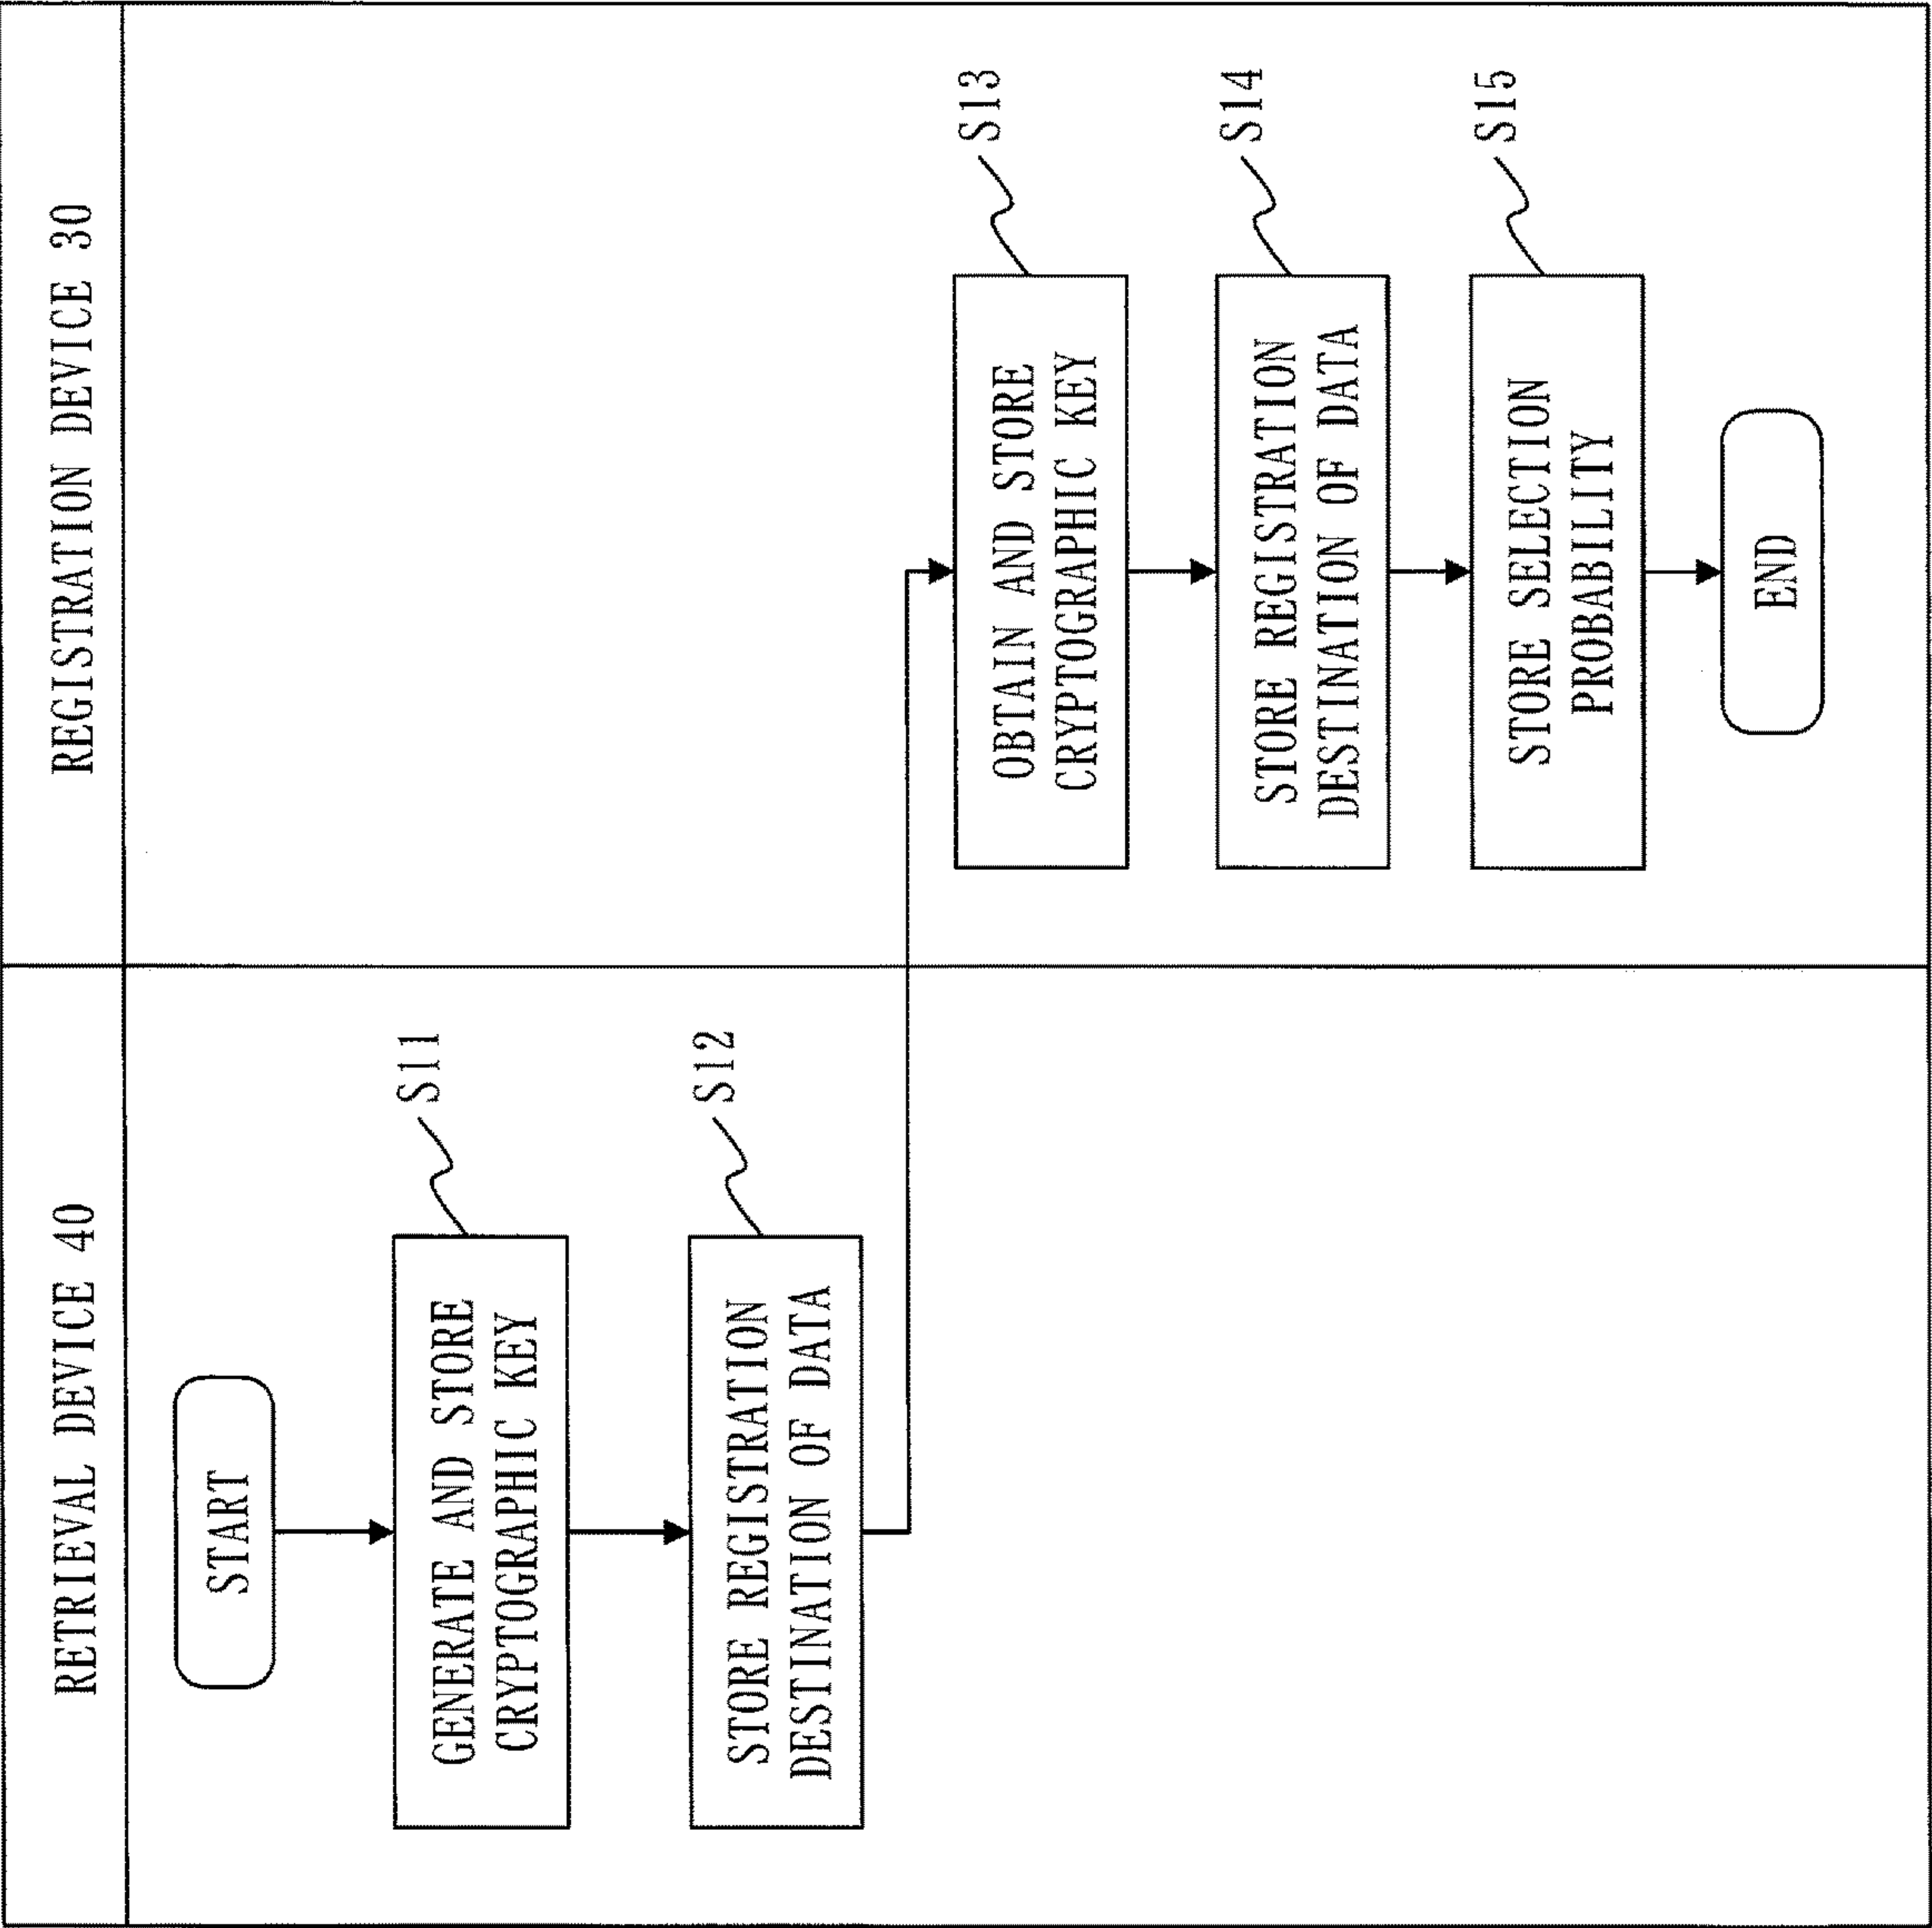 RETRIEVAL DEVICE 40
REGISTRATION DEVICE 30
START
GENERATE AND STORE
CRYPTOGRAPHIC KEY
S11
STORE REGISTRATION
DESTINATION OF DATA
S12
OBTAIN AND STORE
CRYPTOGRAPHIC KEY
S13
STORE REGISTRATION
DESTINATION OF DATA
S14
STORE SELECTION
PROBABILITY
S15
END